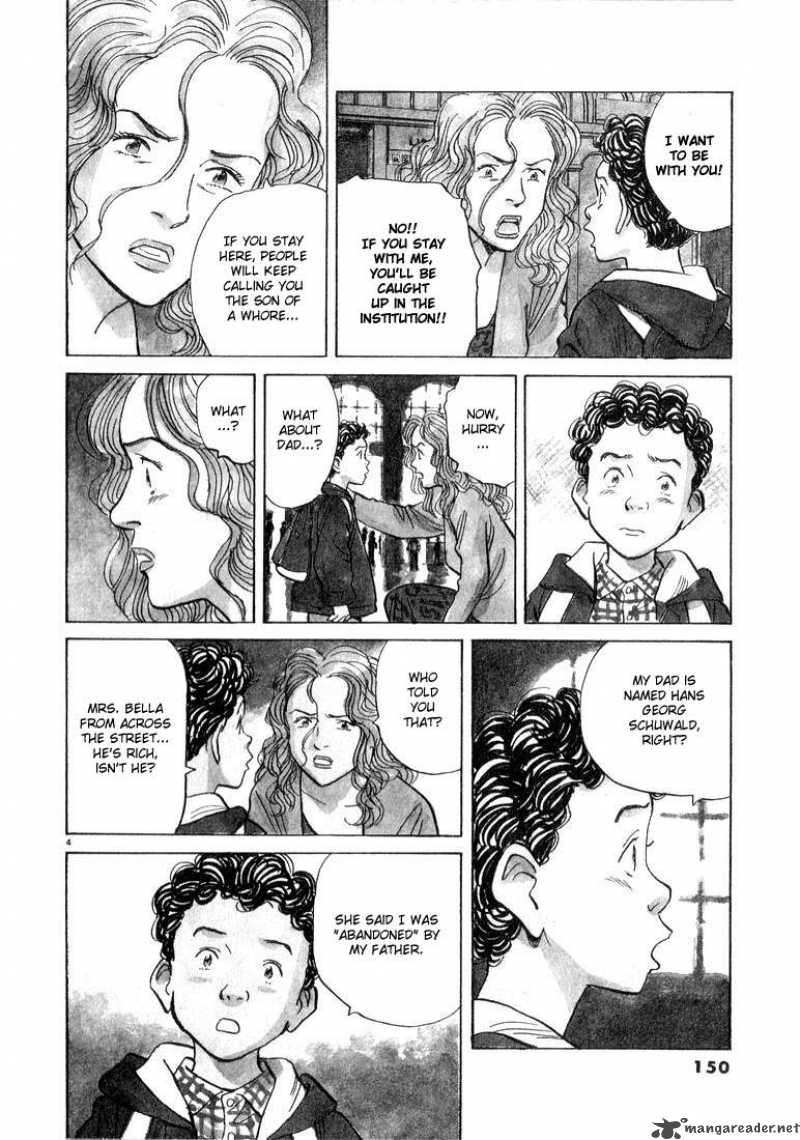 I WANT
TO BE
WITH YOU!
NO!!
IF YOU STAY
WITH ME,
YOU'LL BE
CAUGHT
UP IN THE
INSTITUTION!!
IF YOU STAY
HERE, PEOPLE
WILL KEEP
CALLING YOU
THE SON OF
A WHORE...
NOW,
HURRY
...
WHAT
ABOUT
DAD...?
WHAT
...?
MY DAD IS
NAMED HANS
GEORG
SCHUWALD,
RIGHT?
WHO
TOLD
YOU
THAT?
MRS. BELLA
FROM ACROSS
THE STREET...
HE'S RICH,
ISN'T HE?
4
SHE SAID I WAS
"ABANDONED" BY
MY FATHER.
150
mangareader.net